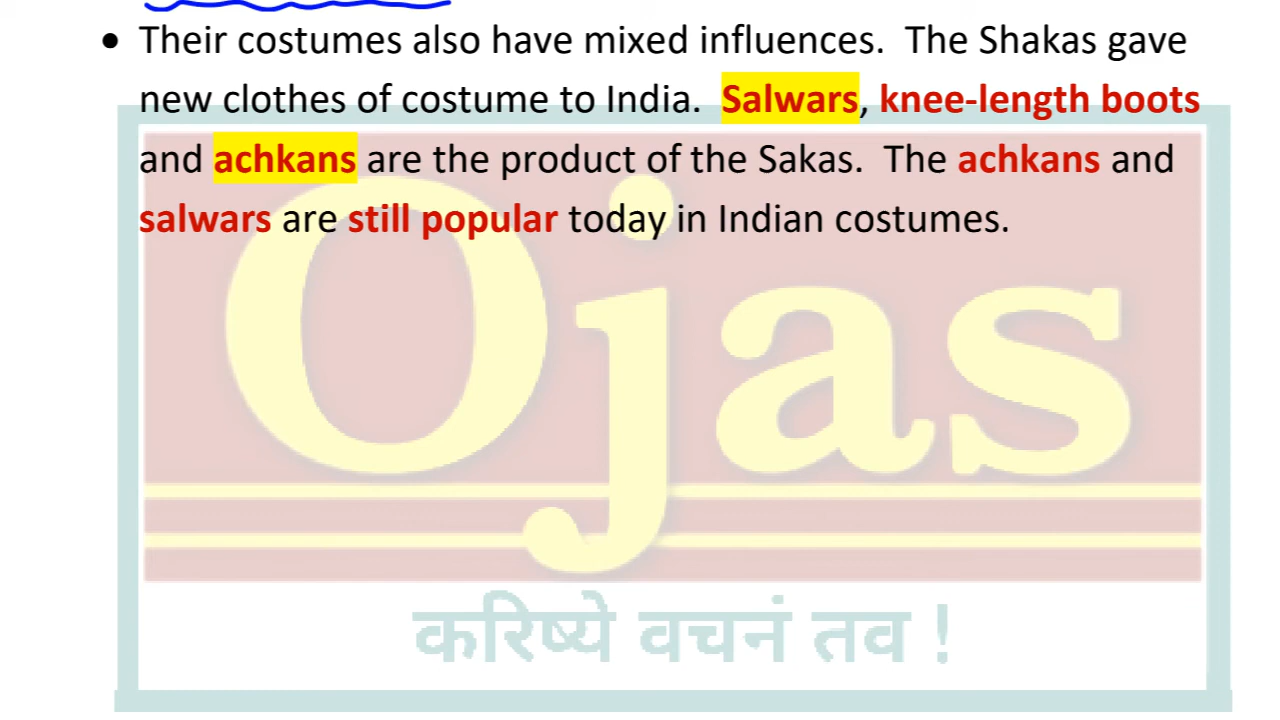 • Their costumes also have mixed influences.  The Shakas gave
new clothes of costume to India.  Salwars, knee-length boots
and achkans are the product of the Sakas.  The achkans and
salwars are still popular today in Indian costumes.
Ojas
करिष्ये वचनं तव !